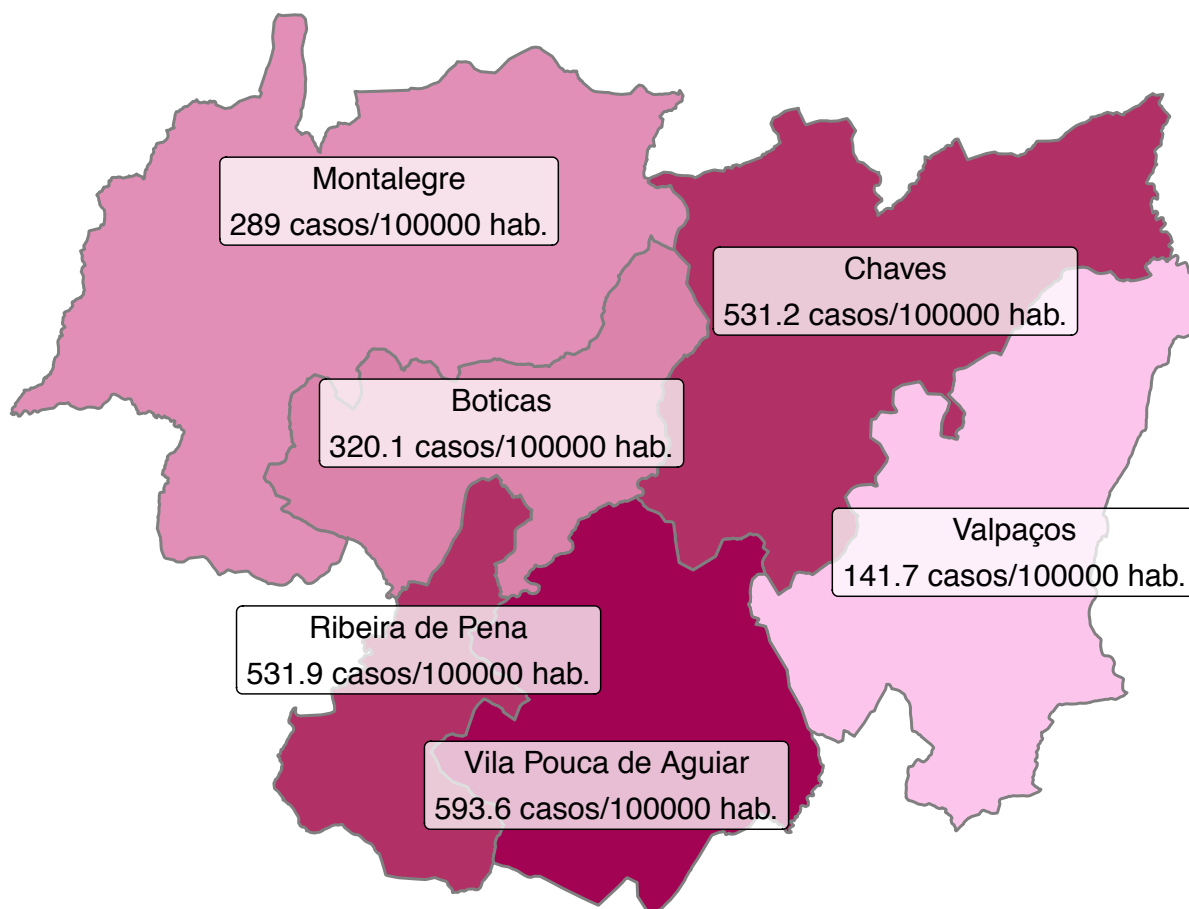 Montalegre
289 casos/100000 hab.
Chaves
531.2 casos/100000 hab.
Boticas
320.1 casos/100000 hab.
Valpaços
141.7 casos/100000 hab.
Ribeira de Pena
531.9 casos/100000 hab.
Vila Pouca de Aguiar
593.6 casos/100000 hab.